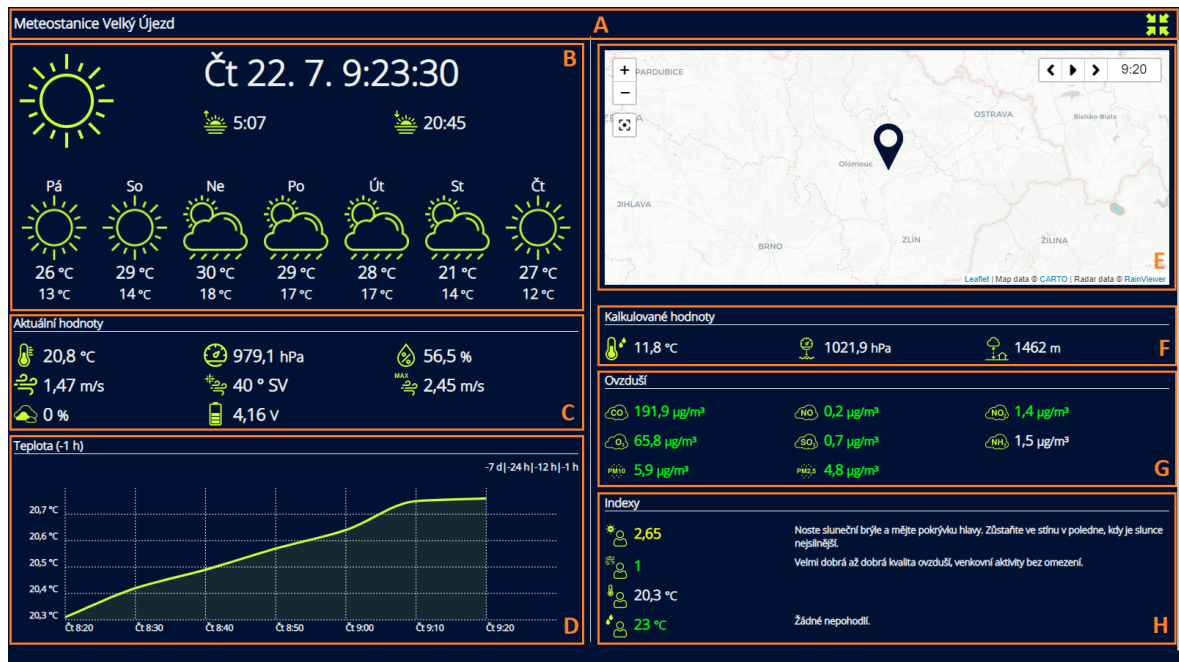 Meteostanice Velký Újezd
A
B
Čt 22. 7. 9:23:30
5:07 20:45
Pá So Ne Po Út St Čt
26 °C 29 °C 30 °C 29 °C 28 °C 21 °C 27 °C
13 °C 14 °C 18 °C 17 °C 17 °C 14 °C 12 °C
Aktuální hodnoty
20,8 °C 979,1 hPa 56,5 %
1,47 m/s 40 ° SV MAX 2,45 m/s
0 % 4,16 V
C
Teplota (-1 h)
-7 d|-24 h|-12 h|-1 h
20,7 °C
20,6 °C
20,5 °C
20,4 °C
20,3 °C
Čt 8:20 Čt 8:30 Čt 8:40 Čt 8:50 Čt 9:00 Čt 9:10 Čt 9:20
D
+ PARDUBICE 9:20
−
OSTRAVA Bielsko-Biala
Olomouc
JIHLAVA
BRNO ZLÍN ŽILINA
E
Leaflet | Map data © CARTO | Radar data © RainViewer
Kalkulované hodnoty
11,8 °C 1021,9 hPa 1462 m
F
Ovzduší
CO 191,9 µg/m³ NO 0,2 µg/m³ NO₂ 1,4 µg/m³
O₃ 65,8 µg/m³ SO₂ 0,7 µg/m³ NH₃ 1,5 µg/m³
PM10 5,9 µg/m³ PM2,5 4,8 µg/m³
G
Indexy
2,65 Noste sluneční brýle a mějte pokrývku hlavy. Zůstaňte ve stínu v poledne, kdy je slunce
nejsilnější.
1 Velmi dobrá až dobrá kvalita ovzduší, venkovní aktivity bez omezení.
20,3 °C
23 °C Žádné nepohodlí.
H